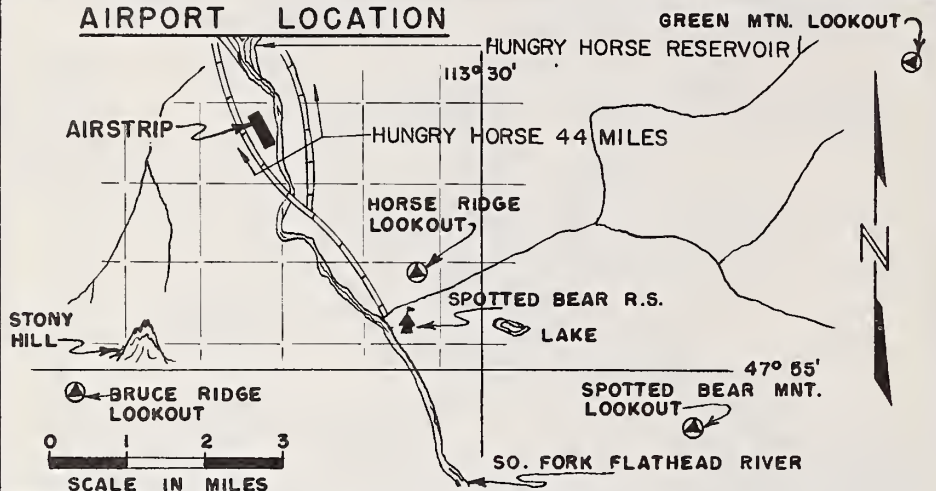 AIRPORT LOCATION
GREEN MTN. LOOKOUT
HUNGRY HORSE RESERVOIR
113° 30'
AIRSTRIP
HUNGRY HORSE 44 MILES
HORSE RIDGE
LOOKOUT
N
SPOTTED BEAR R.S.
LAKE
STONY
HILL
47° 55'
SPOTTED BEAR MNT.
LOOKOUT
BRUCE RIDGE
LOOKOUT
0 1 2 3
SCALE IN MILES
SO. FORK FLATHEAD RIVER